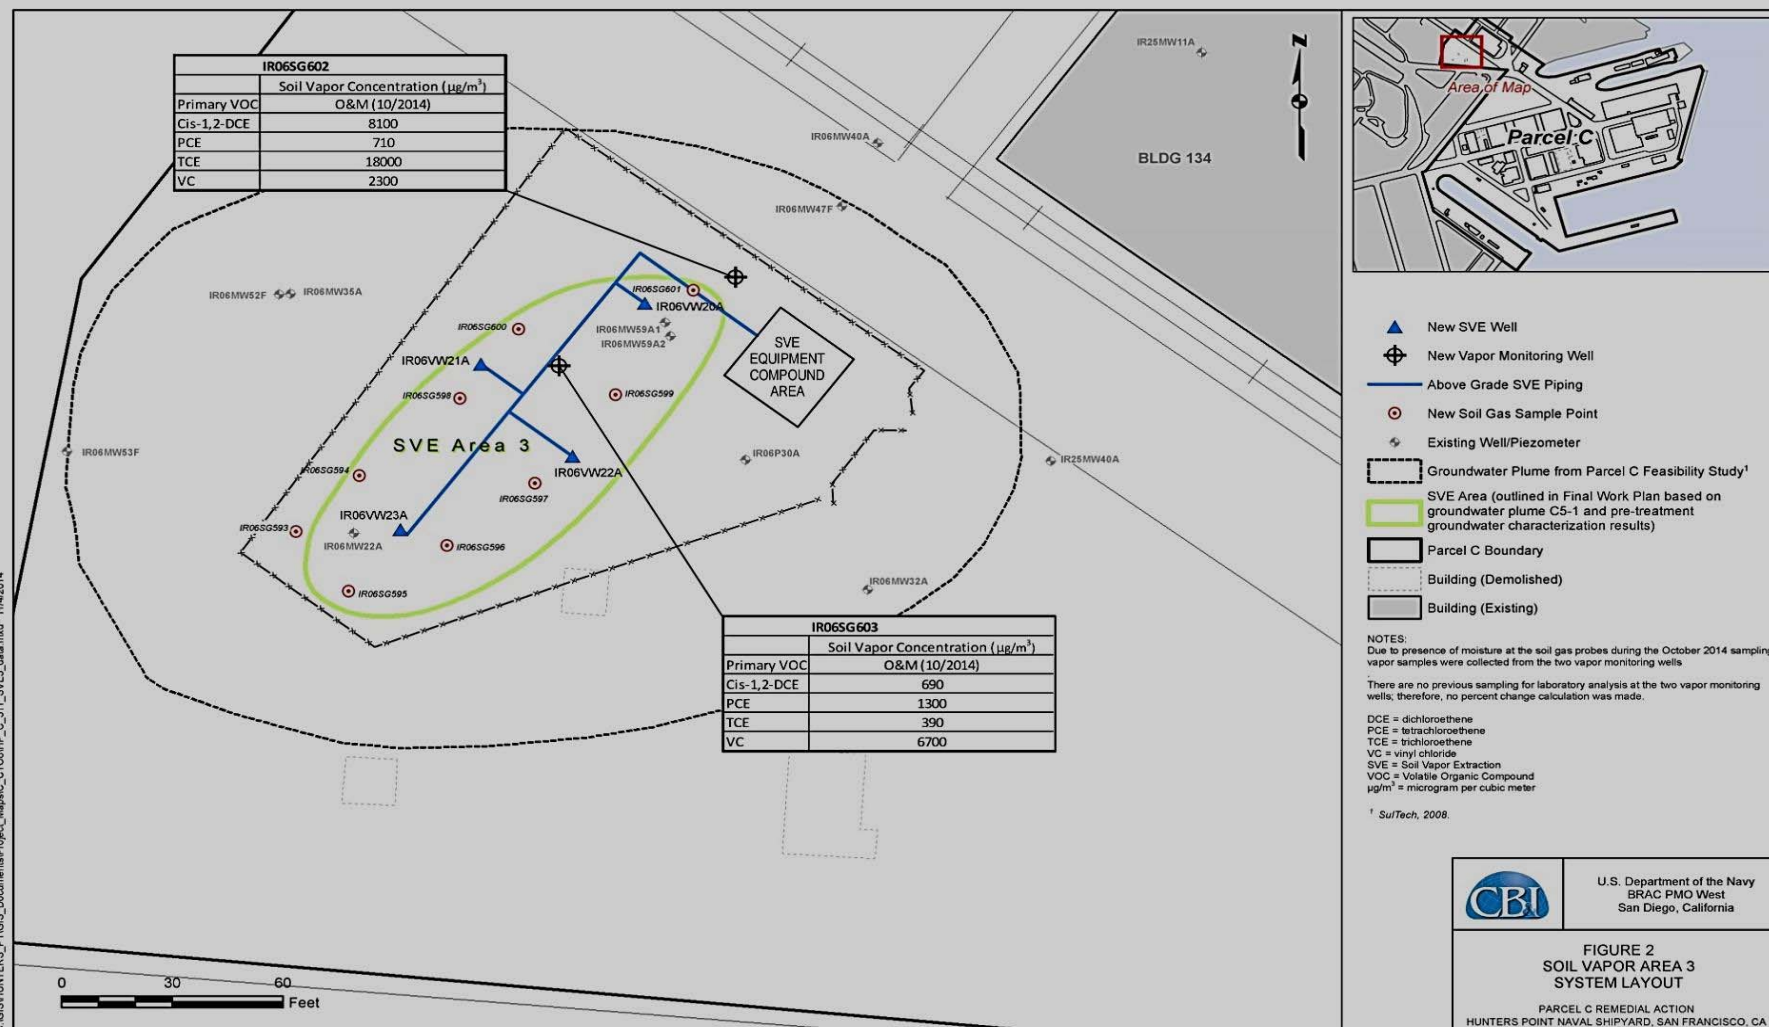 IR06SG602
Soil Vapor Concentration (µg/m³)
Primary VOC O&M (10/2014)
Cis-1,2-DCE 8100
PCE 710
TCE 18000
VC 2300
IR25MW11A
N
BLDG 134
IR06MW40A
IR06MW47F
IR06MW52F
IR06MW35A
IR06SG601
IR06VW20A
IR06SG600
IR06MW59A1
IR06MW59A2
SVE
EQUIPMENT
COMPOUND
AREA
IR06VW21A
IR06SG598
IR06SG599
SVE Area 3
IR06MW53F
IR06SG594
IR06VW22A
IR06P30A
IR25MW40A
IR06SG597
IR06VW23A
IR06SG593
IR06MW22A
IR06SG596
IR06SG595
IR06MW32A
IR06SG603
Soil Vapor Concentration (µg/m³)
Primary VOC O&M (10/2014)
Cis-1,2-DCE 690
PCE 1300
TCE 390
VC 6700
0 30 60
Feet
Area of Map
Parcel C
New SVE Well
New Vapor Monitoring Well
Above Grade SVE Piping
New Soil Gas Sample Point
Existing Well/Piezometer
Groundwater Plume from Parcel C Feasibility Study¹
SVE Area (outlined in Final Work Plan based on
groundwater plume C5-1 and pre-treatment
groundwater characterization results)
Parcel C Boundary
Building (Demolished)
Building (Existing)
NOTES:
Due to presence of moisture at the soil gas probes during the October 2014 sampling
vapor samples were collected from the two vapor monitoring wells
.
There are no previous sampling for laboratory analysis at the two vapor monitoring
wells; therefore, no percent change calculation was made.
DCE = dichloroethene
PCE = tetrachloroethene
TCE = trichloroethene
VC = vinyl chloride
SVE = Soil Vapor Extraction
VOC = Volatile Organic Compound
µg/m³ = microgram per cubic meter
¹ SulTech, 2008.
CB&I
U.S. Department of the Navy
BRAC PMO West
San Diego, California
FIGURE 2
SOIL VAPOR AREA 3
SYSTEM LAYOUT
PARCEL C REMEDIAL ACTION
HUNTERS POINT NAVAL SHIPYARD, SAN FRANCISCO, CA